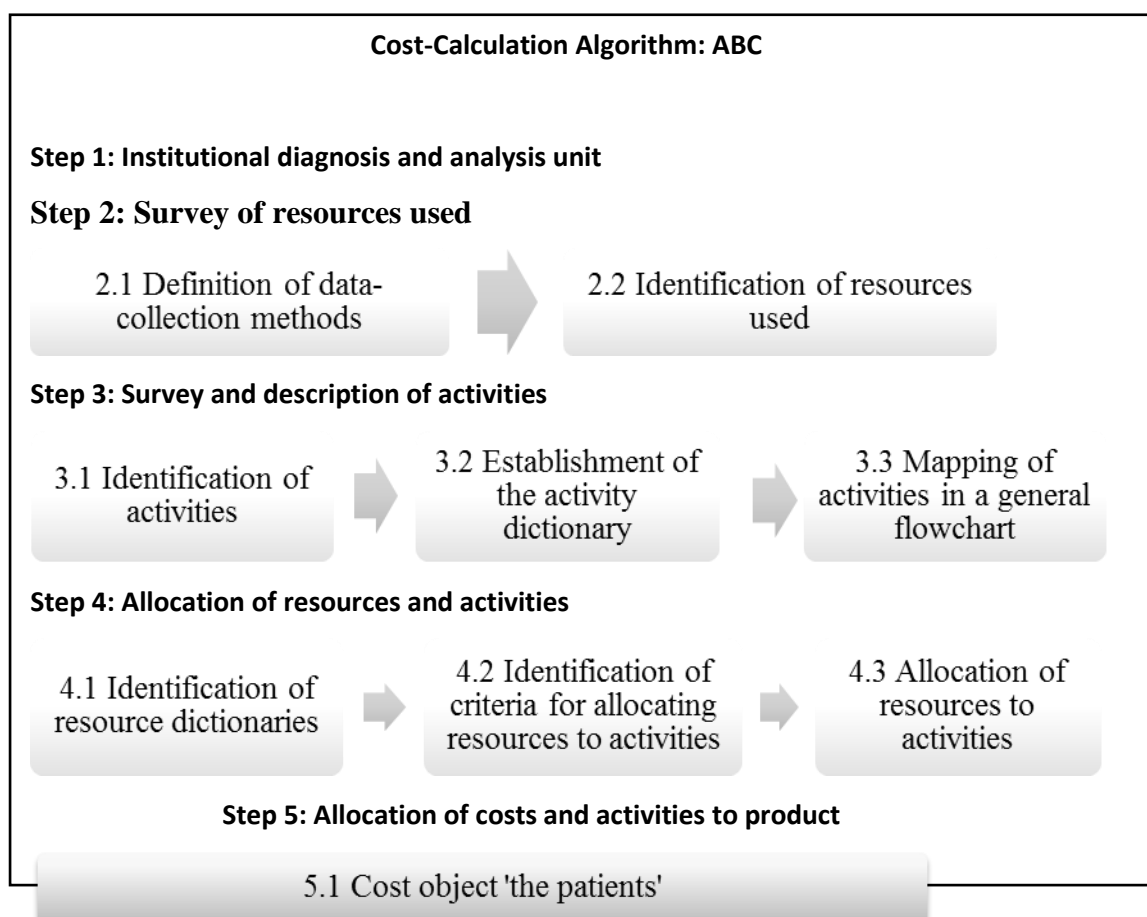 Cost-Calculation Algorithm: ABC
Step 1: Institutional diagnosis and analysis unit
Step 2: Survey of resources used
2.1 Definition of data-
collection methods
2.2 Identification of resources
used
Step 3: Survey and description of activities
3.1 Identification of
activities
3.2 Establishment of
the activity
dictionary
3.3 Mapping of
activities in a general
flowchart
Step 4: Allocation of resources and activities
4.1 Identification of
resource dictionaries
4.2 Identification of
criteria for allocating
resources to activities
4.3 Allocation of
resources to
activities
Step 5: Allocation of costs and activities to product
5.1 Cost object 'the patients'